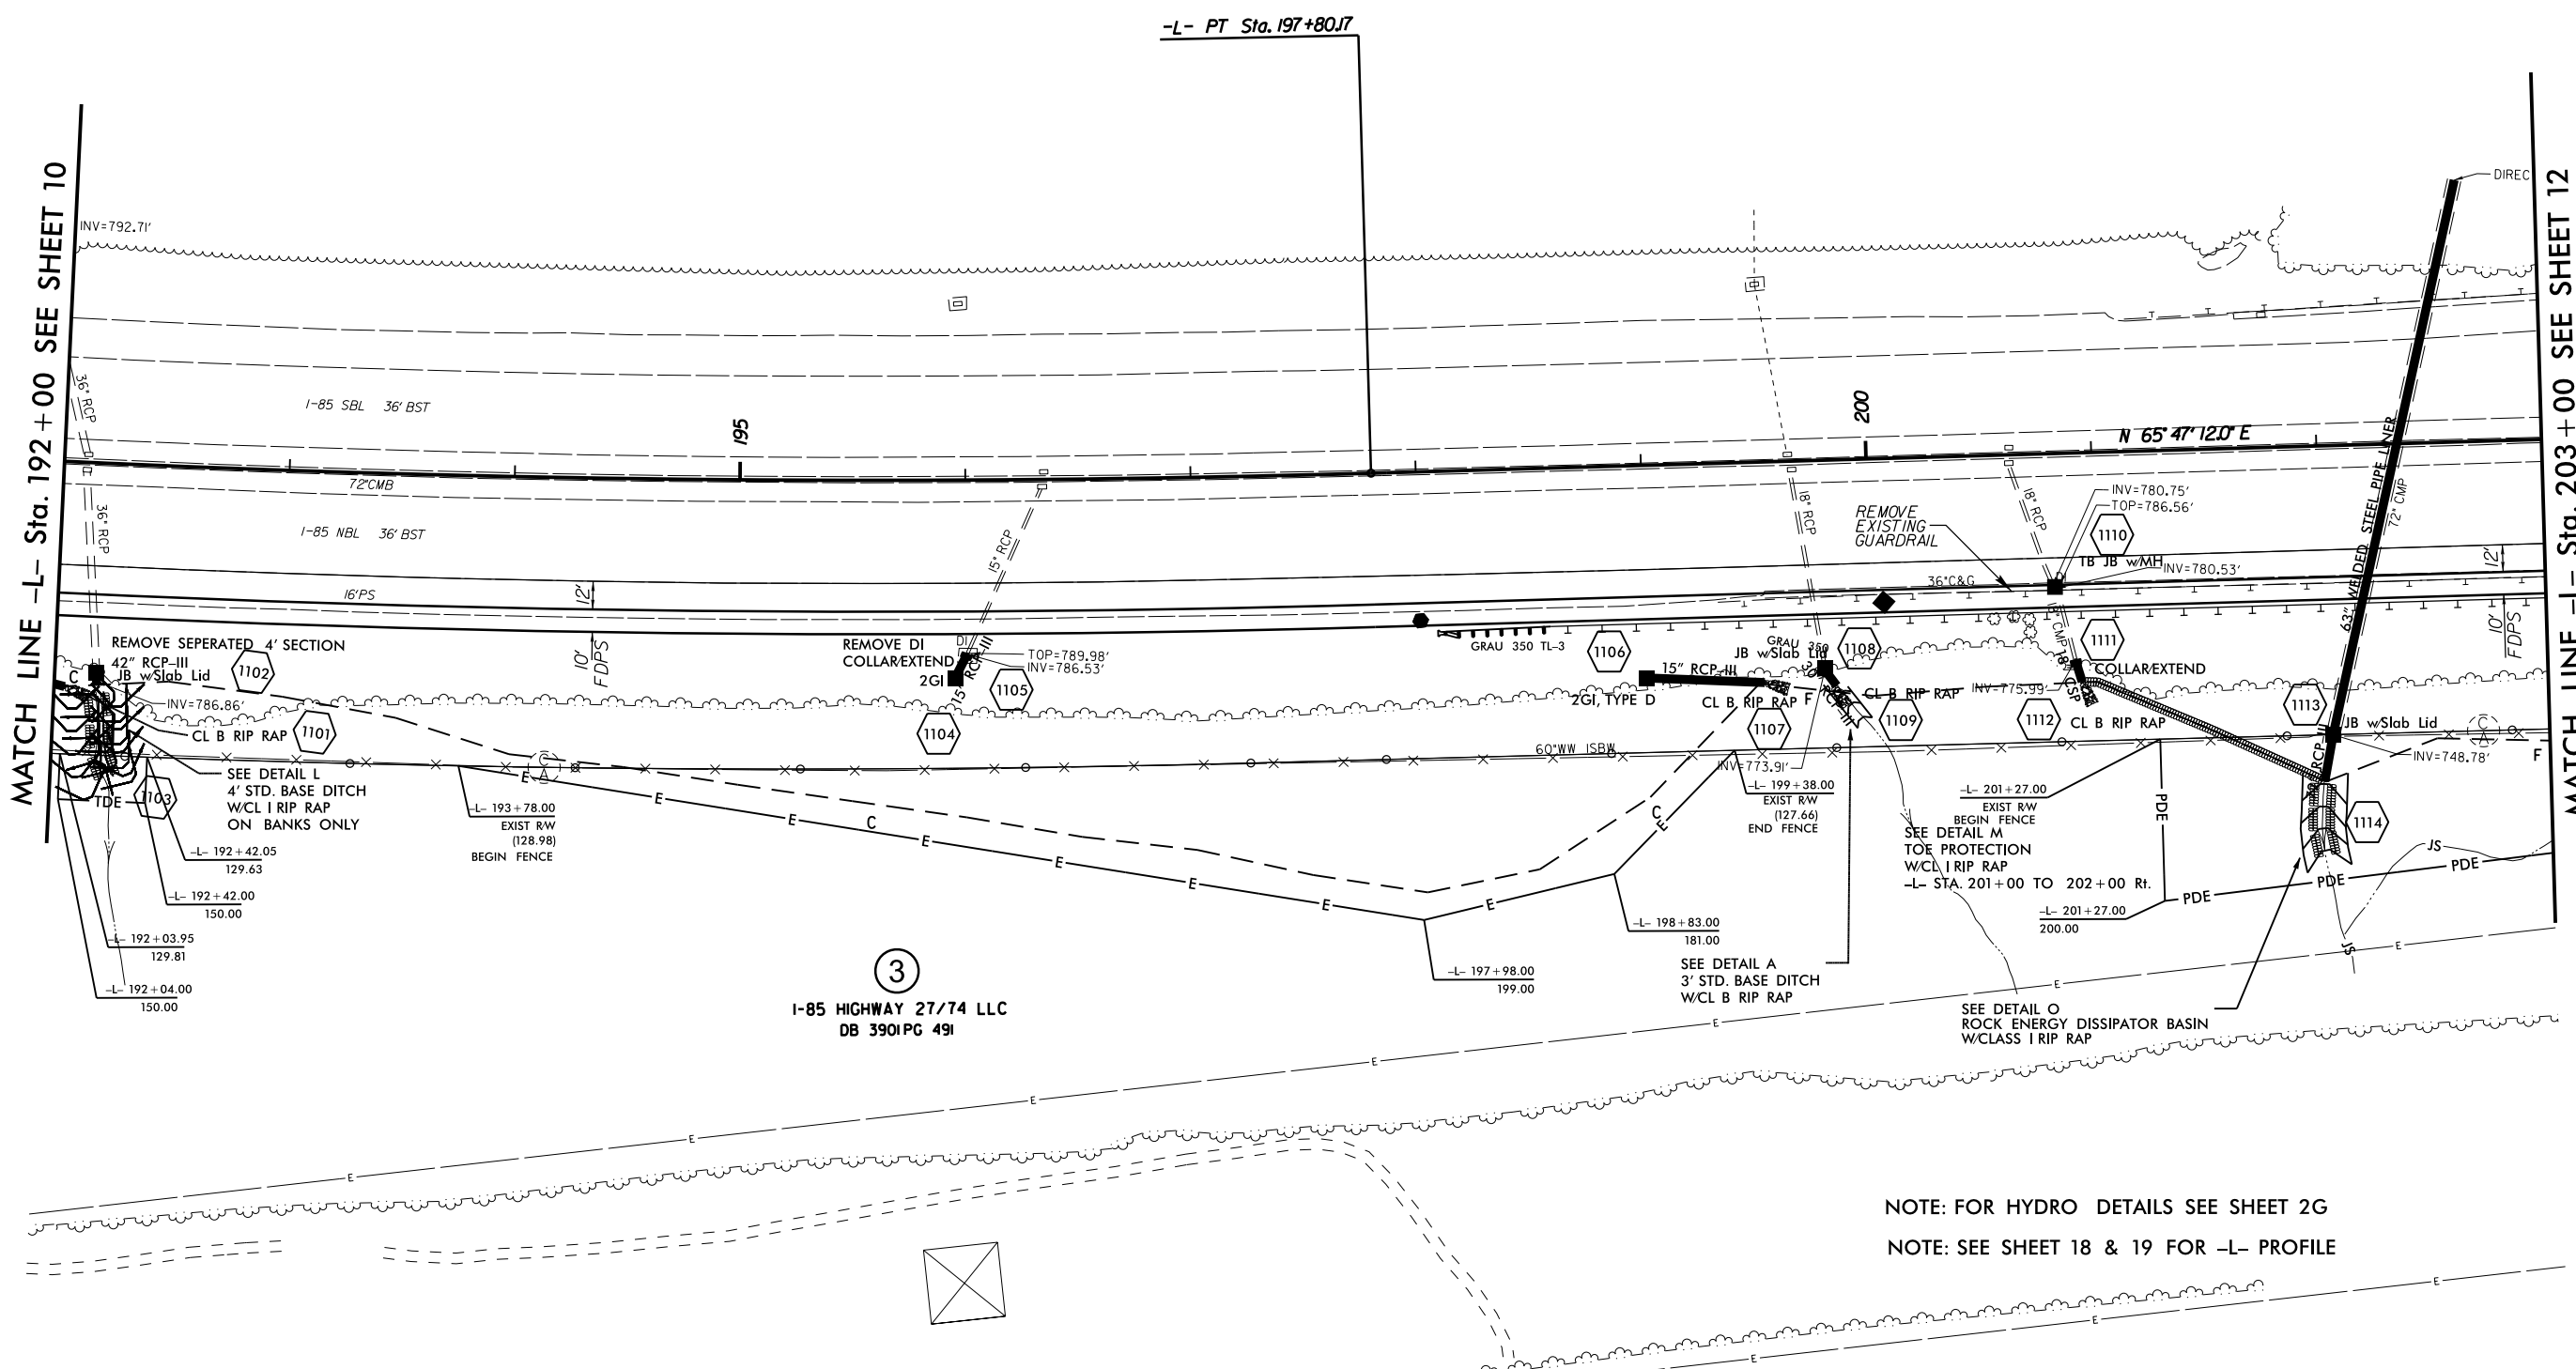 -L- PT Sta. 197+80.17
MATCH LINE -L- Sta. 192+00 SEE SHEET 10
MATCH LINE -L- Sta. 203+00 SEE SHEET 12
INV=792.71'
DIREC
36" RCP
I-85 SBL 36' BST
195
200
N 65° 47' 12.0" E
72"CMB
36" RCP
I-85 NBL 36' BST
15" RCP
18" RCP
18" RCP
REMOVE
EXISTING
GUARDRAIL
INV=780.75'
TOP=786.56'
1110
TB JB w/MH
INV=780.53'
63" WELDED STEEL PIPE LINER
72" CMP
16'PS
12'
36"C&G
12'
10'
FDPS
10'
FDPS
REMOVE SEPERATED 4' SECTION
42" RCP-III
JB w/Slab Lid
1102
C
INV=786.86'
CL B RIP RAP
1101
REMOVE DI
COLLAR/EXTEND
DI
TOP=789.98'
INV=786.53'
2GI
15" RCP-III
1105
1104
GRAU 350 TL-3
1106
15" RCP-III
2GI, TYPE D
GRAU 350
JB w/Slab Lid
1108
CL B RIP RAP
F
1107
CL B RIP RAP
1109
INV=775.99'
1111
COLLAR/EXTEND
CSP
1112
CL B RIP RAP
1113
JB w/Slab Lid
INV=748.78'
C
A
F
60"WW ISBW
INV=773.91'
C
A
SEE DETAIL L
4' STD. BASE DITCH
W/CL I RIP RAP
ON BANKS ONLY
TDE
1103
-L- 192+42.05
129.63
-L- 192+42.00
150.00
-L- 192+03.95
129.81
-L- 192+04.00
150.00
-L- 193+78.00
EXIST R/W
(128.98)
BEGIN FENCE
E
E
E
C
E
E
E
E
E
C
E
-L- 199+38.00
EXIST R/W
(127.66)
END FENCE
-L- 201+27.00
EXIST R/W
BEGIN FENCE
SEE DETAIL M
TOE PROTECTION
W/CL I RIP RAP
-L- STA. 201+00 TO 202+00 Rt.
PDE
1114
JS
PDE
PDE
PDE
-L- 201+27.00
200.00
JS
-L- 198+83.00
181.00
-L- 197+98.00
199.00
SEE DETAIL A
3' STD. BASE DITCH
W/CL B RIP RAP
SEE DETAIL O
ROCK ENERGY DISSIPATOR BASIN
W/CLASS I RIP RAP
3
I-85 HIGHWAY 27/74 LLC
DB 3901 PG 491
E
E
E
E
E
E
E
NOTE: FOR HYDRO DETAILS SEE SHEET 2G
NOTE: SEE SHEET 18 & 19 FOR -L- PROFILE
E
E
E